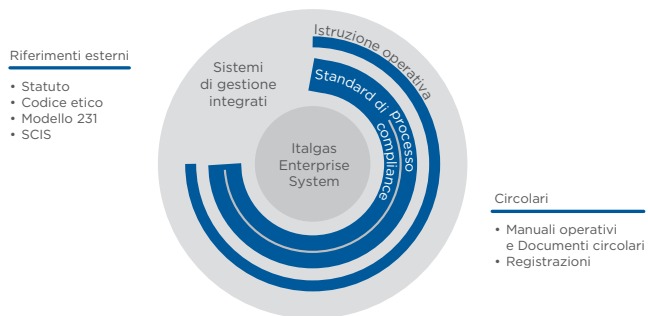 Riferimenti esterni
• Statuto
• Codice etico
• Modello 231
• SCIS
Sistemi
di gestione
integrati
Istruzione operativa
Standard di processo
compliance
Italgas
Enterprise
System
Circolari
• Manuali operativi
e Documenti circolari
• Registrazioni